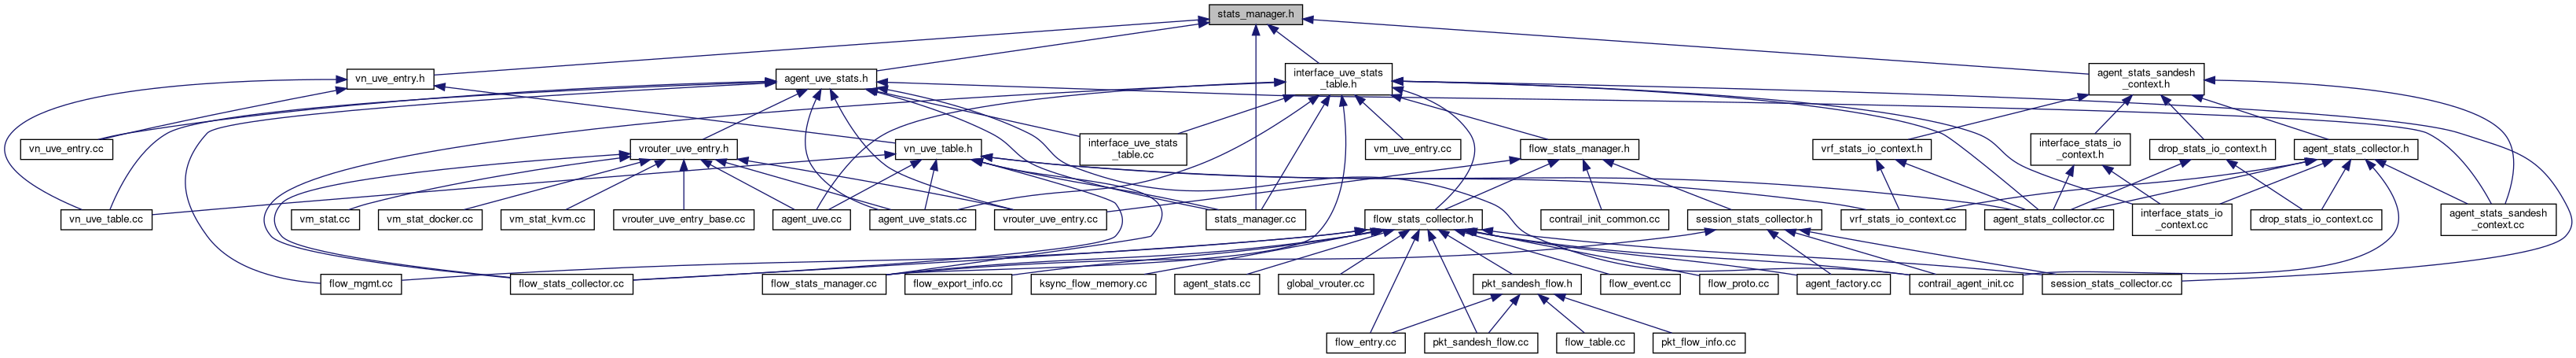 stats_manager.h
vn_uve_entry.h
agent_uve_stats.h
interface_uve_stats
_table.h
agent_stats_sandesh
_context.h
vn_uve_entry.cc
vrouter_uve_entry.h
vn_uve_table.h
interface_uve_stats
_table.cc
vm_uve_entry.cc
flow_stats_manager.h
vrf_stats_io_context.h
interface_stats_io
_context.h
drop_stats_io_context.h
agent_stats_collector.h
vn_uve_table.cc
vm_stat.cc
vm_stat_docker.cc
vm_stat_kvm.cc
vrouter_uve_entry_base.cc
agent_uve.cc
agent_uve_stats.cc
vrouter_uve_entry.cc
stats_manager.cc
flow_stats_collector.h
contrail_init_common.cc
session_stats_collector.h
vrf_stats_io_context.cc
agent_stats_collector.cc
interface_stats_io
_context.cc
drop_stats_io_context.cc
agent_stats_sandesh
_context.cc
flow_mgmt.cc
flow_stats_collector.cc
flow_stats_manager.cc
flow_export_info.cc
ksync_flow_memory.cc
agent_stats.cc
global_vrouter.cc
pkt_sandesh_flow.h
flow_event.cc
flow_proto.cc
agent_factory.cc
contrail_agent_init.cc
session_stats_collector.cc
flow_entry.cc
pkt_sandesh_flow.cc
flow_table.cc
pkt_flow_info.cc